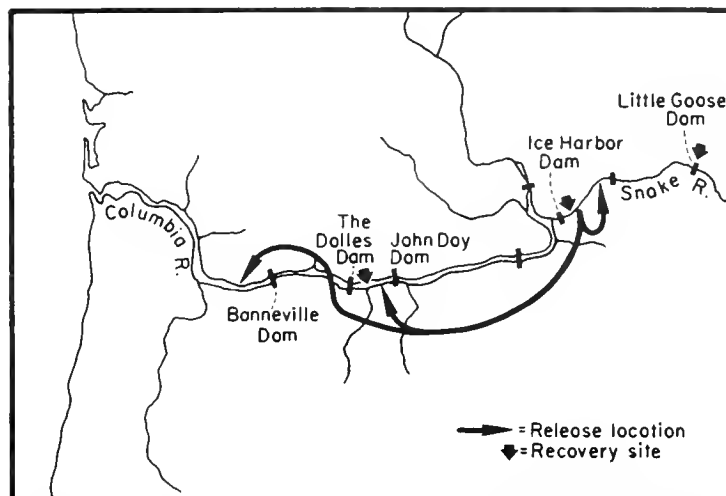 Little Goose
Dam
Ice Harbor
Dam
Snake R.
Columbia R.
The
Dalles
Dam
John Day
Dam
Bonneville
Dam
= Release location
= Recovery site